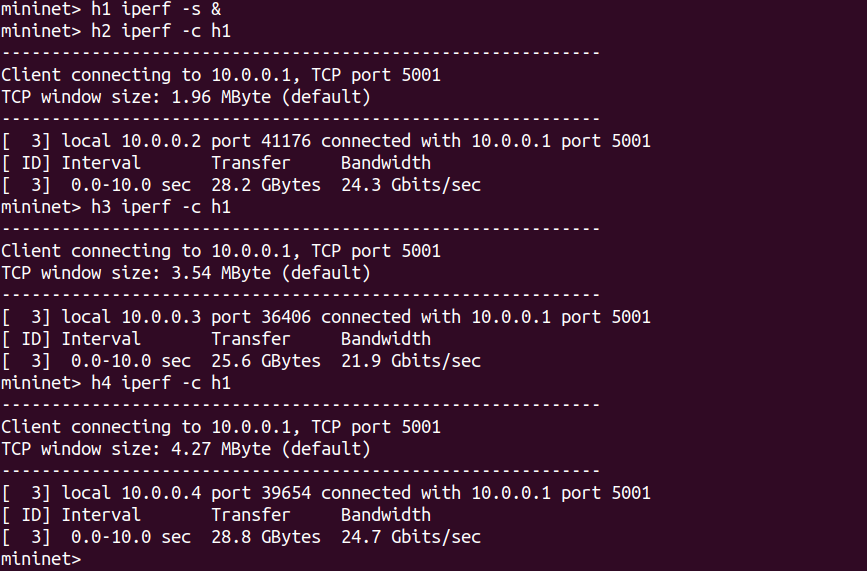 mininet> h1 iperf -s &
mininet> h2 iperf -c h1
------------------------------------------------------------
Client connecting to 10.0.0.1, TCP port 5001
TCP window size: 1.96 MByte (default)
------------------------------------------------------------
[  3] local 10.0.0.2 port 41176 connected with 10.0.0.1 port 5001
[ ID] Interval       Transfer     Bandwidth
[  3]  0.0-10.0 sec  28.2 GBytes  24.3 Gbits/sec
mininet> h3 iperf -c h1
------------------------------------------------------------
Client connecting to 10.0.0.1, TCP port 5001
TCP window size: 3.54 MByte (default)
------------------------------------------------------------
[  3] local 10.0.0.3 port 36406 connected with 10.0.0.1 port 5001
[ ID] Interval       Transfer     Bandwidth
[  3]  0.0-10.0 sec  25.6 GBytes  21.9 Gbits/sec
mininet> h4 iperf -c h1
------------------------------------------------------------
Client connecting to 10.0.0.1, TCP port 5001
TCP window size: 4.27 MByte (default)
------------------------------------------------------------
[  3] local 10.0.0.4 port 39654 connected with 10.0.0.1 port 5001
[ ID] Interval       Transfer     Bandwidth
[  3]  0.0-10.0 sec  28.8 GBytes  24.7 Gbits/sec
mininet>